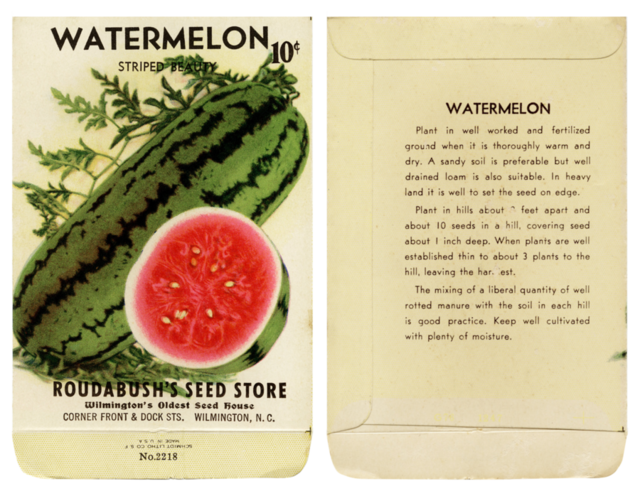 WATERMELON 10¢
STRIPED BEAUTY
ROUDABUSH'S SEED STORE
Wilmington's Oldest Seed House
CORNER FRONT & DOCK STS. WILMINGTON, N. C.
SCHMIDT LITHO CO S F
MADE IN U.S.A.
No.2218
WATERMELON
Plant in well worked and fertilized
ground when it is thoroughly warm and
dry. A sandy soil is preferable but well
drained loam is also suitable. In heavy
land it is well to set the seed on edge.
Plant in hills about feet apart and
about 10 seeds in a hill, covering seed
about 1 inch deep. When plants are well
established thin to about 3 plants to the
hill, leaving the
The mixing of a liberal quantity of well
rotted manure with the soil in each hill
is good practice. Keep well cultivated
with plenty of moisture.